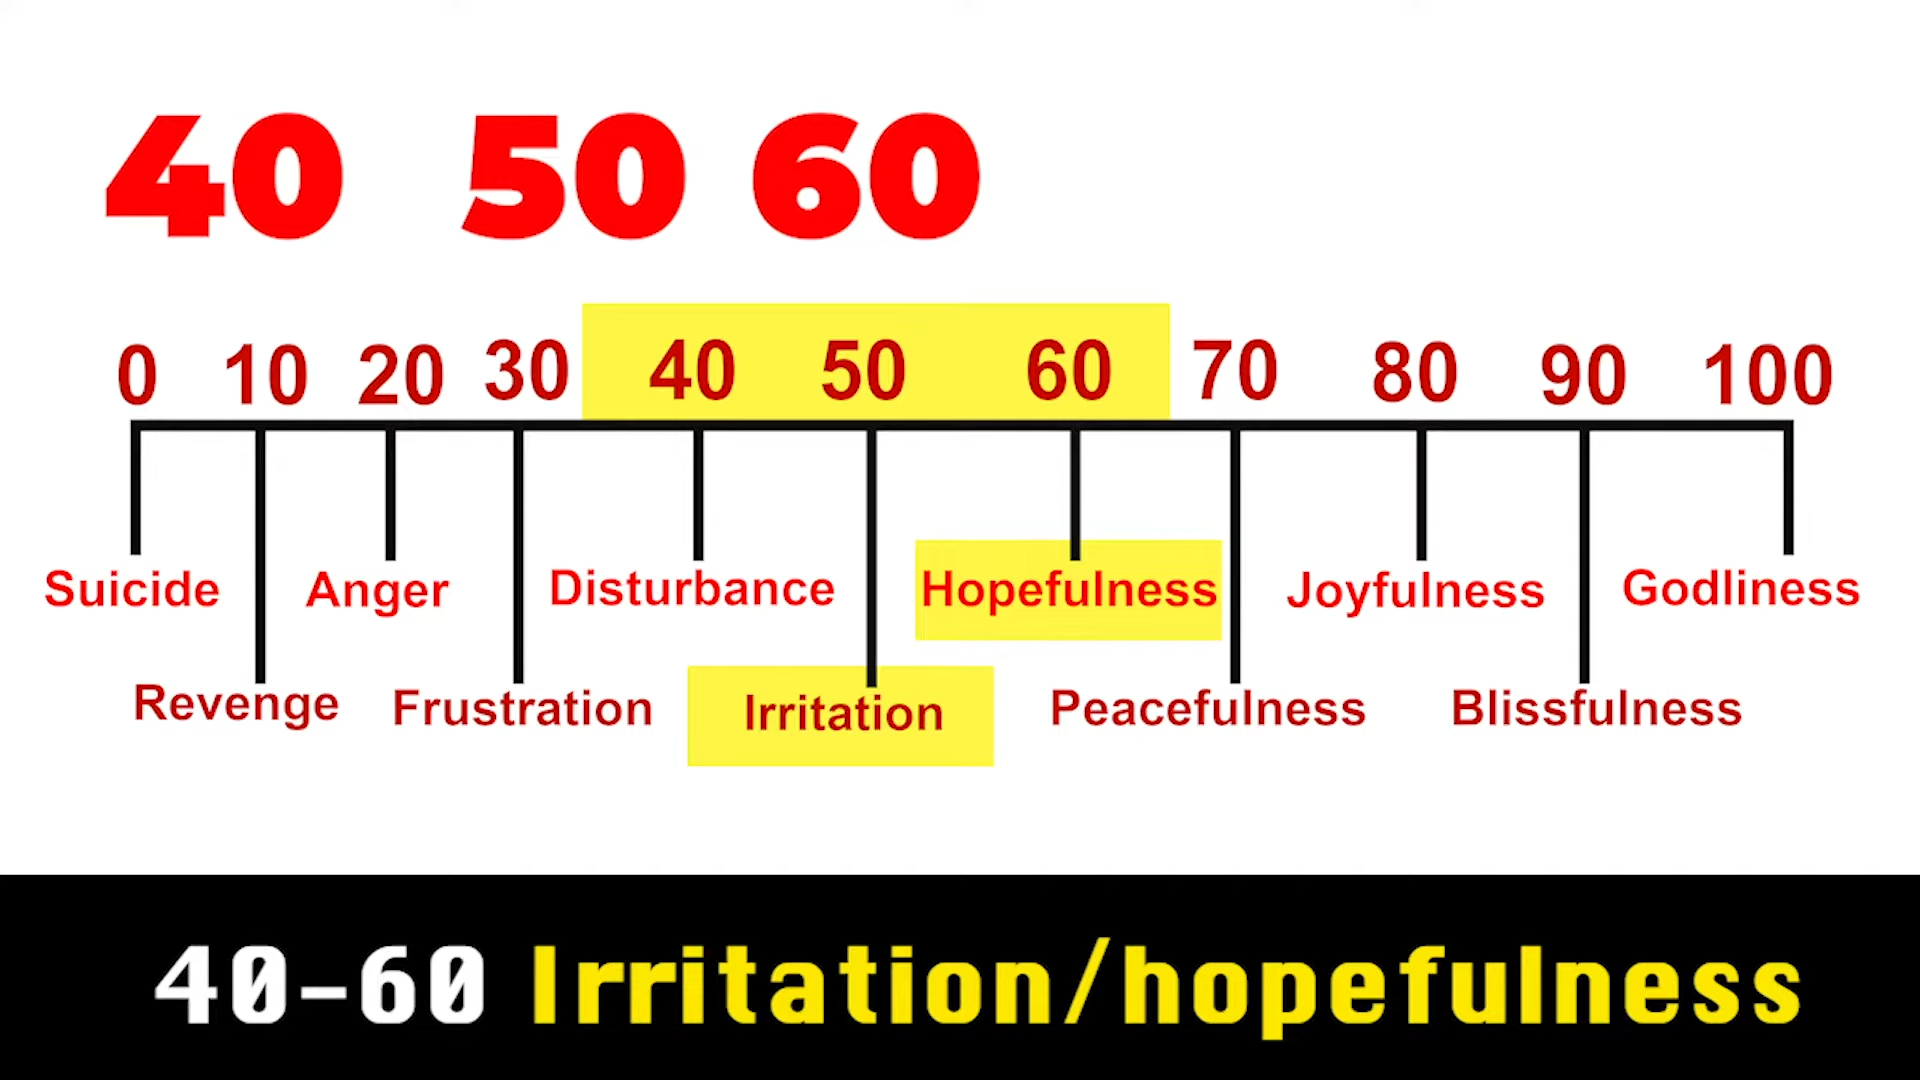 40 50 60
0 10 20 30 40 50 60 70 80 90 100
Suicide Anger Disturbance Hopefulness Joyfulness Godliness
Revenge Frustration Irritation Peacefulness Blissfulness
40-60 Irritation/hopefulness